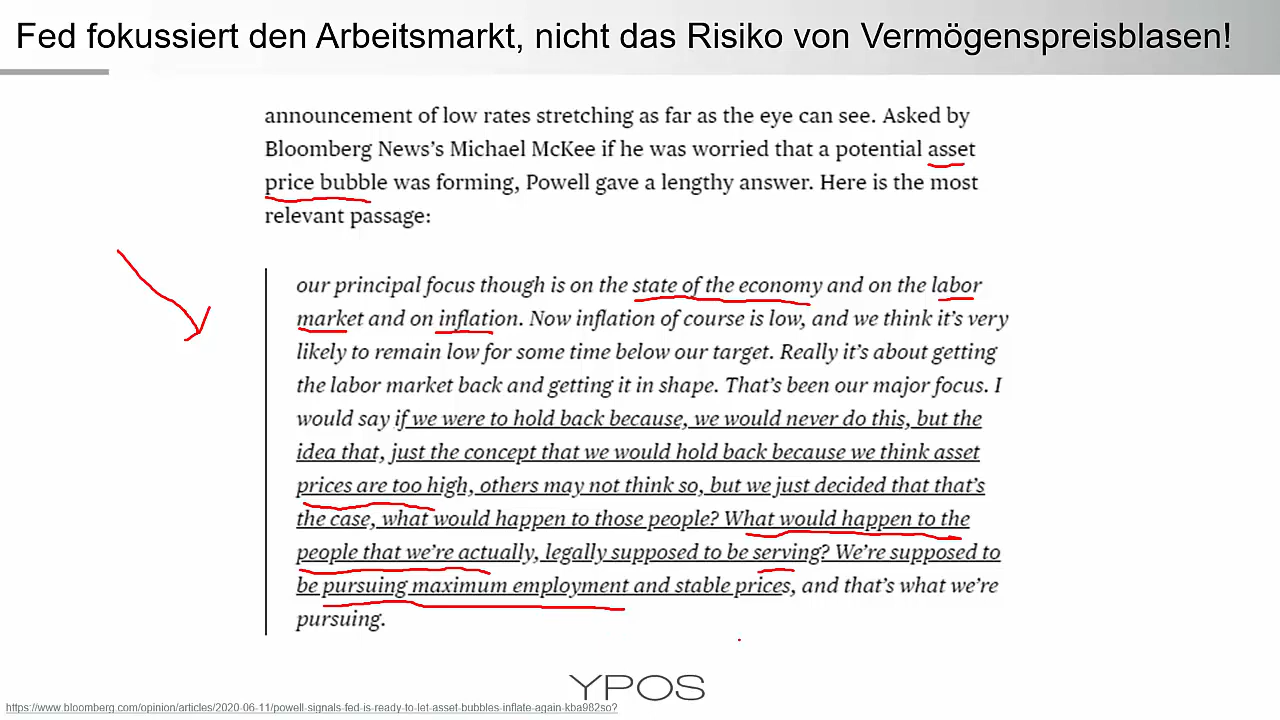 Fed fokussiert den Arbeitsmarkt, nicht das Risiko von Vermögenspreisblasen!
announcement of low rates stretching as far as the eye can see. Asked by
Bloomberg News's Michael McKee if he was worried that a potential asset
price bubble was forming, Powell gave a lengthy answer. Here is the most
relevant passage:
our principal focus though is on the state of the economy and on the labor
market and on inflation. Now inflation of course is low, and we think it's very
likely to remain low for some time below our target. Really it's about getting
the labor market back and getting it in shape. That's been our major focus. I
would say if we were to hold back because, we would never do this, but the
idea that, just the concept that we would hold back because we think asset
prices are too high, others may not think so, but we just decided that that's
the case, what would happen to those people? What would happen to the
people that we're actually, legally supposed to be serving? We're supposed to
be pursuing maximum employment and stable prices, and that's what we're
pursuing.
YPOS
https://www.bloomberg.com/opinion/articles/2020-06-11/powell-signals-fed-is-ready-to-let-asset-bubbles-inflate-again-kba982so?